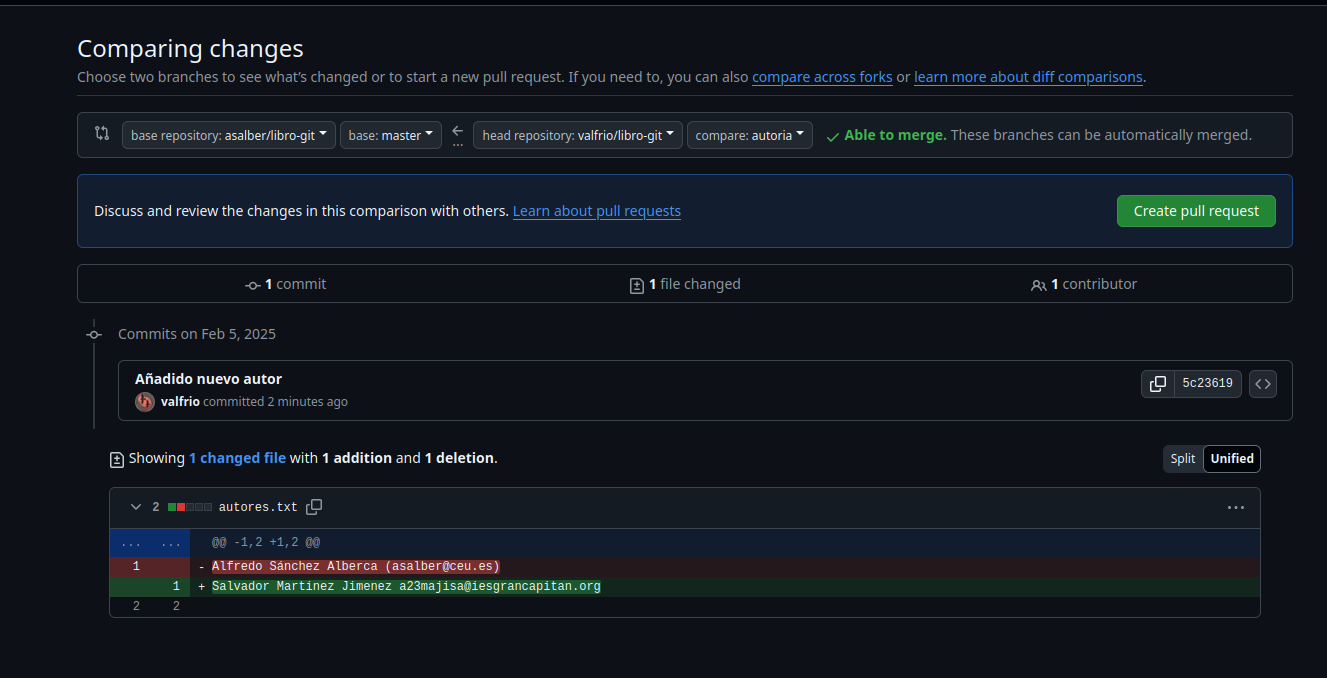 Comparing changes
Choose two branches to see what's changed or to start a new pull request. If you need to, you can also compare across forks or learn more about diff comparisons.
base repository: asalber/libro-git base: master ... head repository: valfrio/libro-git compare: autoria Able to merge. These branches can be automatically merged.
Discuss and review the changes in this comparison with others. Learn about pull requests Create pull request
1 commit 1 file changed 1 contributor
Commits on Feb 5, 2025
Añadido nuevo autor
5c23619
valfrio committed 2 minutes ago
Showing 1 changed file with 1 addition and 1 deletion. Split Unified
2 autores.txt ...
... ... @@ -1,2 +1,2 @@
1 - Alfredo Sánchez Alberca (asalber@ceu.es)
1 + Salvador Martinez Jimenez a23majisa@iesgrancapitan.org
2 2